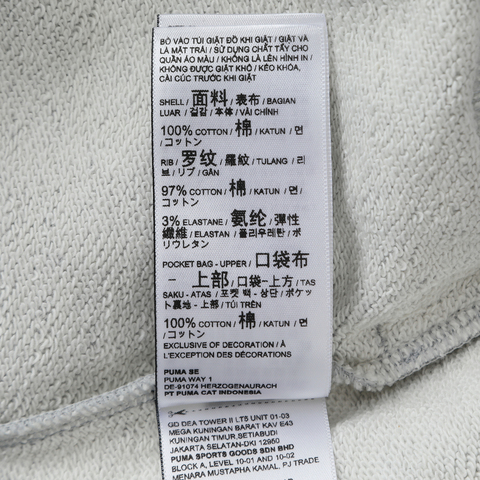 BỎ VÀO TÚI GIẶT ĐỒ KHI GIẶT / GIẶT VÀ
LÀ MẶT TRÁI / SỬ DỤNG CHẤT TẨY CHO
QUẦN ÁO MÀU / KHÔNG LÀ LÊN HÌNH IN /
KHÔNG ĐƯỢC GIẶT KHÔ / KÉO KHÓA,
CÀI CÚC TRƯỚC KHI GIẶT
SHELL / 面料 / 表布 / BAGIAN
LUAR / 겉감 / 本体 / VẢI CHÍNH
100% COTTON / 棉 / KATUN / 면
/ コットン
RIB / 罗纹 / 羅紋 / TULANG / 리
브 / リブ / GÂN
97% COTTON / 棉 / KATUN / 면 /
コットン
3% ELASTANE / 氨纶 / 彈性
纖維 / ELASTAN / 폴리우레탄 / ポ
リウレタン
POCKET BAG - UPPER / 口袋布
- 上部 / 口袋-上方 / TAS
SAKU - ATAS / 포켓 백 - 상단 / ポケッ
ト裏地 - 上部 / TÚI TRÊN
100% COTTON / 棉 / KATUN / 면
/ コットン
EXCLUSIVE OF DECORATION / À
L'EXCEPTION DES DÉCORATIONS
PUMA SE
PUMA WAY 1
DE-91074 HERZOGENAURACH
PT PUMA CAT INDONESIA
GD DEA TOWER II LTS UNIT 01-03
MEGA KUNINGAN BARAT KAV E43
KUNINGAN TIMUR, SETIABUDI
JAKARTA SELATAN-DKI 12950
PUMA SPORTS GOODS SDN BHD
BLOCK A, LEVEL 10-01 AND 10-02
MENARA MUSTAPHA KAMAL, PJ TRADE